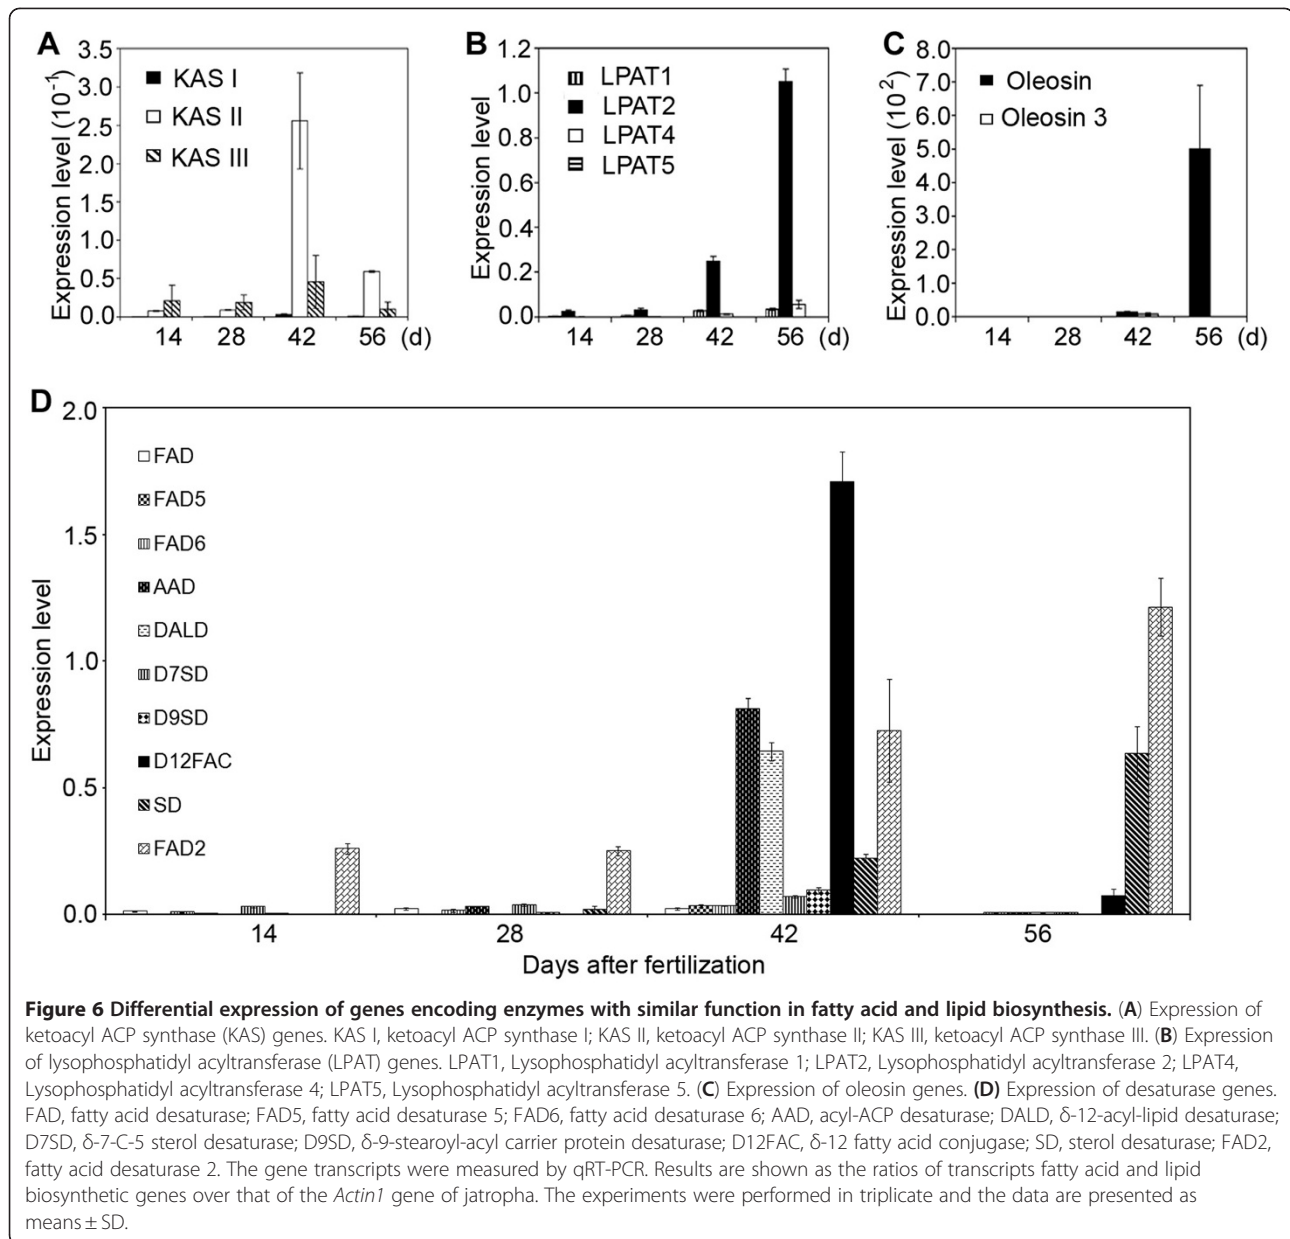 A
3.5
3.0
2.5
2.0
1.5
1.0
0.5
0.0
Expression level (10-1)
KAS I
KAS II
KAS III
14 28 42 56 (d)
B
1.2
1.0
0.8
0.6
0.4
0.2
0.0
Expression level
LPAT1
LPAT2
LPAT4
LPAT5
14 28 42 56 (d)
C
8.0
7.0
6.0
5.0
4.0
3.0
2.0
1.0
0.0
Expression level (102)
Oleosin
Oleosin 3
14 28 42 56 (d)
D
2.0
1.5
1.0
0.5
0.0
Expression level
FAD
FAD5
FAD6
AAD
DALD
D7SD
D9SD
D12FAC
SD
FAD2
14 28 42 56
Days after fertilization
Figure 6 Differential expression of genes encoding enzymes with similar function in fatty acid and lipid biosynthesis. (A) Expression of
ketoacyl ACP synthase (KAS) genes. KAS I, ketoacyl ACP synthase I; KAS II, ketoacyl ACP synthase II; KAS III, ketoacyl ACP synthase III. (B) Expression
of lysophosphatidyl acyltransferase (LPAT) genes. LPAT1, Lysophosphatidyl acyltransferase 1; LPAT2, Lysophosphatidyl acyltransferase 2; LPAT4,
Lysophosphatidyl acyltransferase 4; LPAT5, Lysophosphatidyl acyltransferase 5. (C) Expression of oleosin genes. (D) Expression of desaturase genes.
FAD, fatty acid desaturase; FAD5, fatty acid desaturase 5; FAD6, fatty acid desaturase 6; AAD, acyl-ACP desaturase; DALD, δ-12-acyl-lipid desaturase;
D7SD, δ-7-C-5 sterol desaturase; D9SD, δ-9-stearoyl-acyl carrier protein desaturase; D12FAC, δ-12 fatty acid conjugase; SD, sterol desaturase; FAD2,
fatty acid desaturase 2. The gene transcripts were measured by qRT-PCR. Results are shown as the ratios of transcripts fatty acid and lipid
biosynthetic genes over that of the Actin1 gene of jatropha. The experiments were performed in triplicate and the data are presented as
means ± SD.